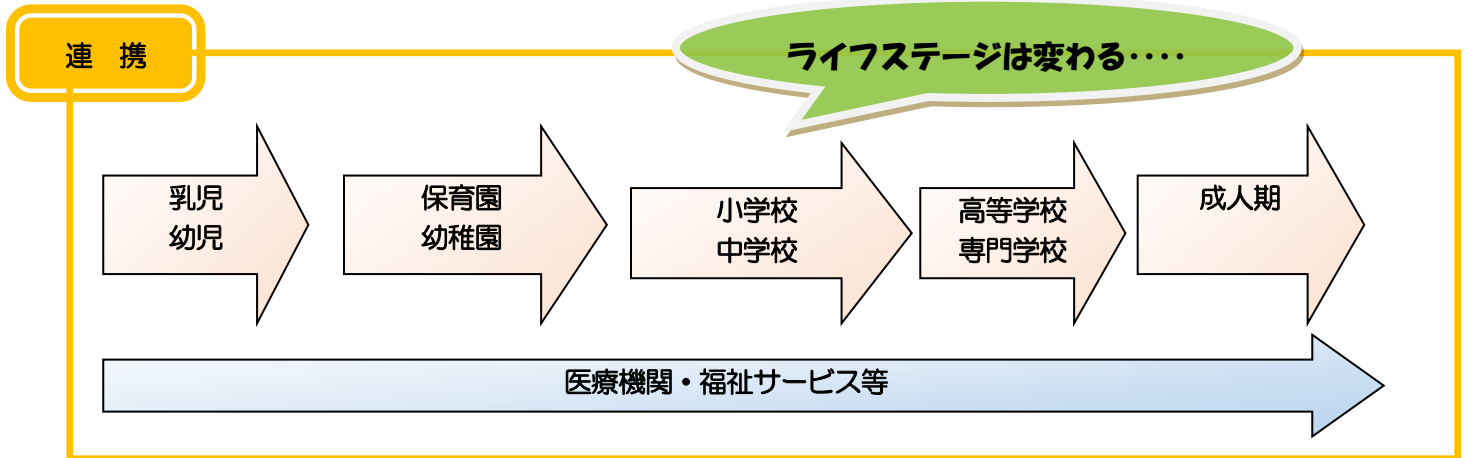 連　携
ライフステージは変わる‥‥
乳児
幼児
保育園
幼稚園
小学校
中学校
高等学校
専門学校
成人期
医療機関・福祉サービス等